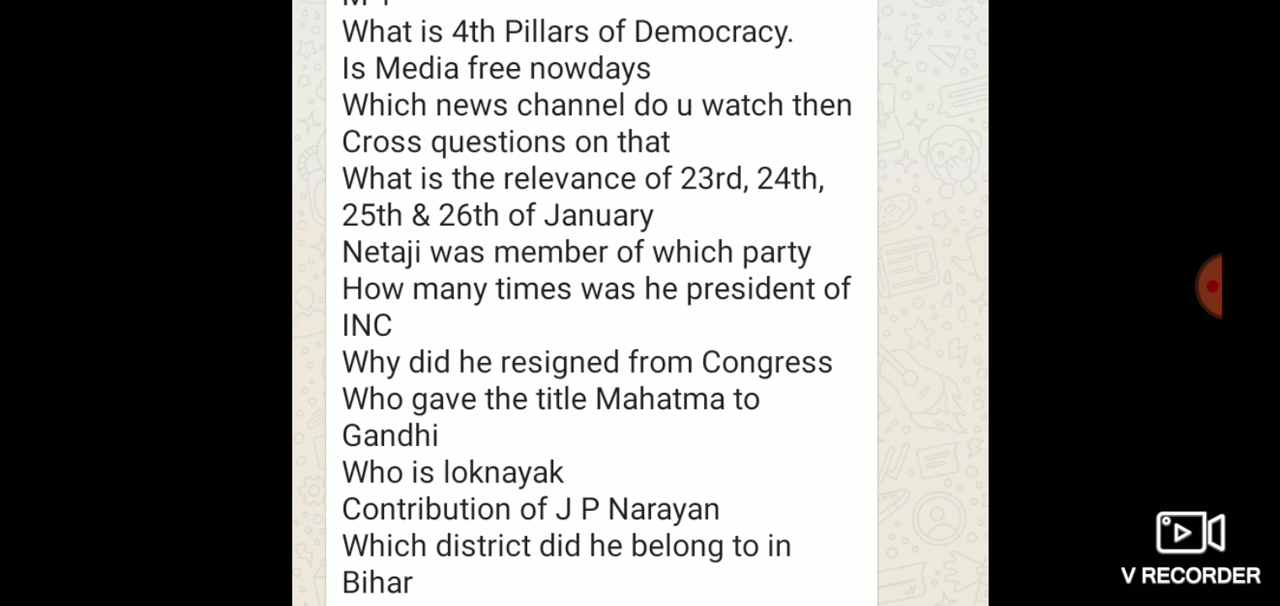 What is 4th Pillars of Democracy.
Is Media free nowdays
Which news channel do u watch then
Cross questions on that
What is the relevance of 23rd, 24th,
25th & 26th of January
Netaji was member of which party
How many times was he president of
INC
Why did he resigned from Congress
Who gave the title Mahatma to
Gandhi
Who is loknayak
Contribution of J P Narayan
Which district did he belong to in
Bihar
V RECORDER